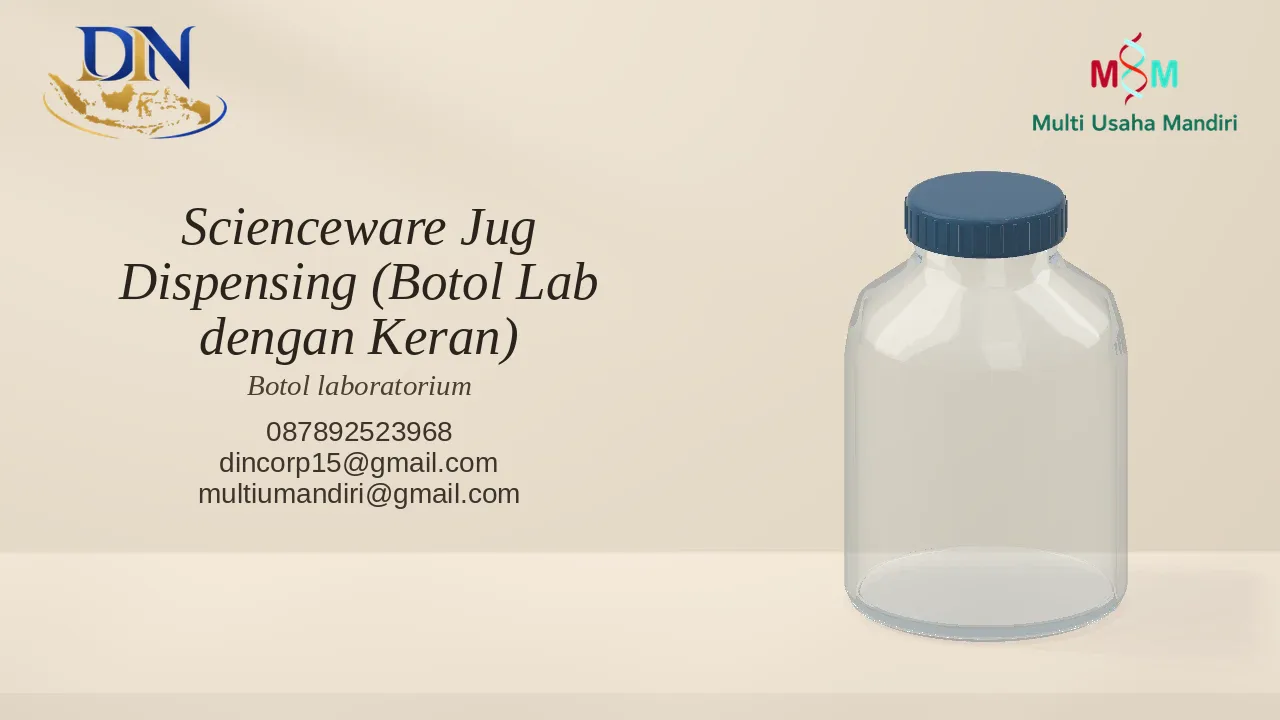 DIN
MSM
Multi Usaha Mandiri
Scienceware Jug
Dispensing (Botol Lab
dengan Keran)
Botol laboratorium
087892523968
dincorp15@gmail.com
multiumandiri@gmail.com